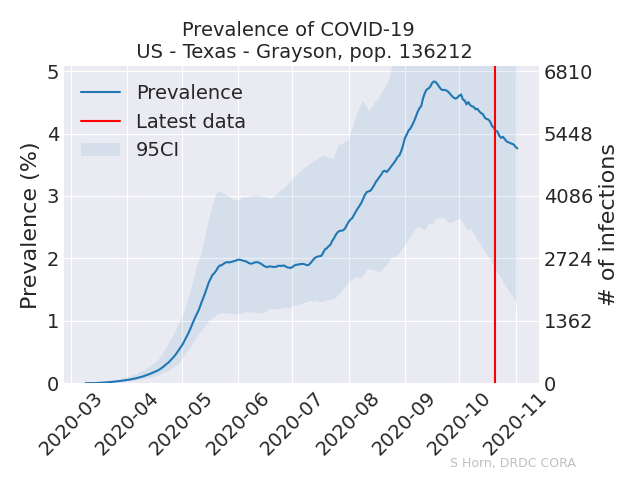 Prevalence of COVID-19
US - Texas - Grayson, pop. 136212
5
4
3
2
1
0
Prevalence (%)
Prevalence
Latest data
95CI
6810
5448
4086
2724
1362
0
# of infections
2020-03
2020-04
2020-05
2020-06
2020-07
2020-08
2020-09
2020-10
2020-11
S Horn, DRDC CORA